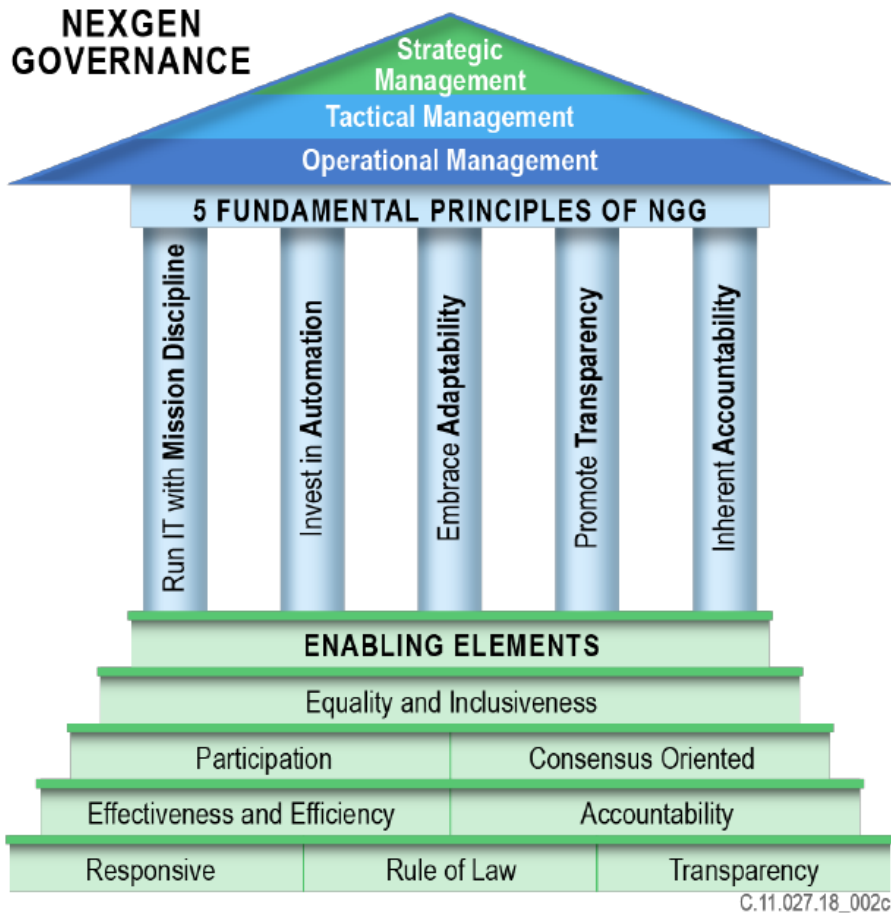 NEXGEN
GOVERNANCE
Strategic
Management
Tactical Management
Operational Management
5 FUNDAMENTAL PRINCIPLES OF NGG
Run IT with Mission Discipline
Invest in Automation
Embrace Adaptability
Promote Transparency
Inherent Accountability
ENABLING ELEMENTS
Equality and Inclusiveness
Participation
Consensus Oriented
Effectiveness and Efficiency
Accountability
Responsive
Rule of Law
Transparency
C.11.027.18_002c